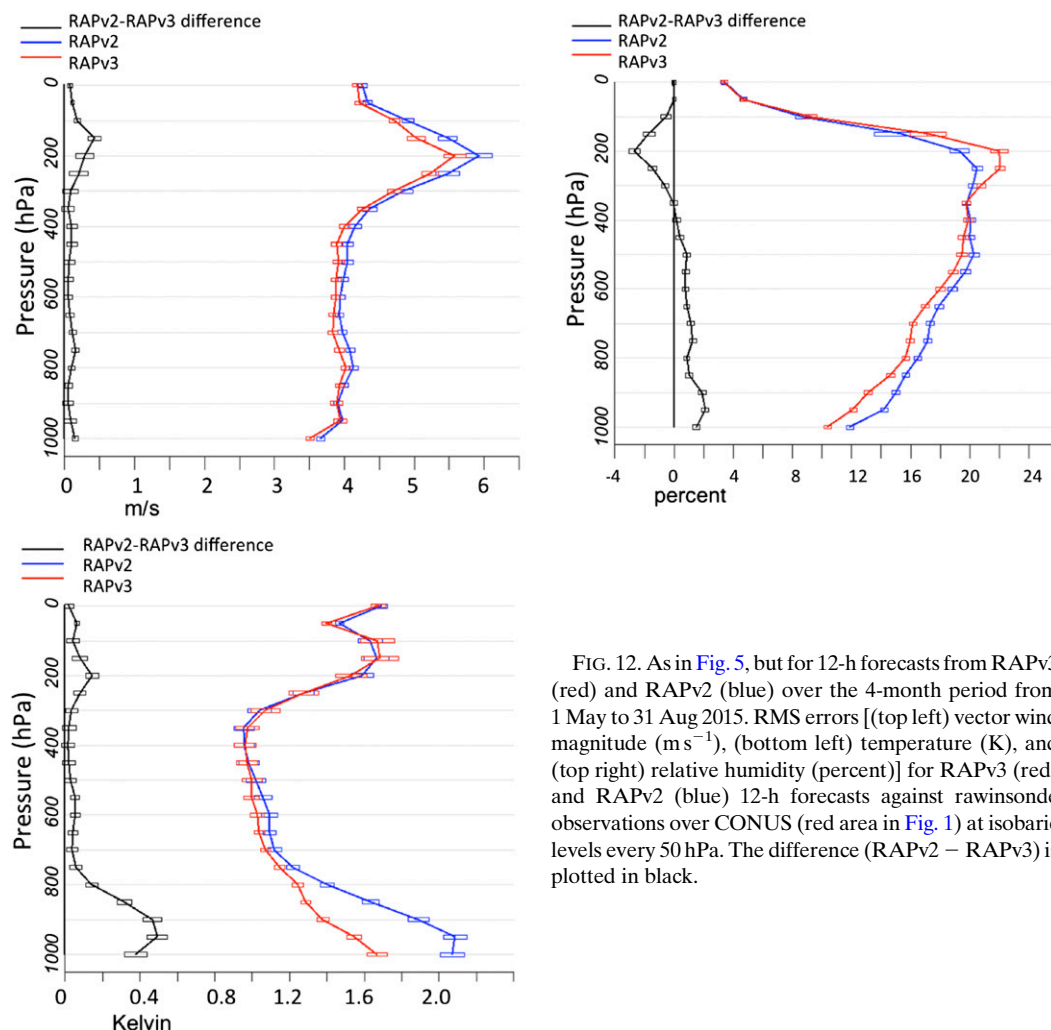 RAPv2-RAPv3 difference
RAPv2
RAPv3
Pressure (hPa)
0
200
400
600
800
1000
0 1 2 3 4 5 6
m/s
RAPv2-RAPv3 difference
RAPv2
RAPv3
Pressure (hPa)
0
200
400
600
800
1000
-4 0 4 8 12 16 20 24
percent
RAPv2-RAPv3 difference
RAPv2
RAPv3
Pressure (hPa)
0
200
400
600
800
1000
0 0.4 0.8 1.2 1.6 2.0
Kelvin
FIG. 12. As in Fig. 5, but for 12-h forecasts from RAPv3
(red) and RAPv2 (blue) over the 4-month period from
1 May to 31 Aug 2015. RMS errors [(top left) vector wind
magnitude (m s−1), (bottom left) temperature (K), and
(top right) relative humidity (percent)] for RAPv3 (red
and RAPv2 (blue) 12-h forecasts against rawinsonde
observations over CONUS (red area in Fig. 1) at isobaric
levels every 50 hPa. The difference (RAPv2 − RAPv3) i
plotted in black.